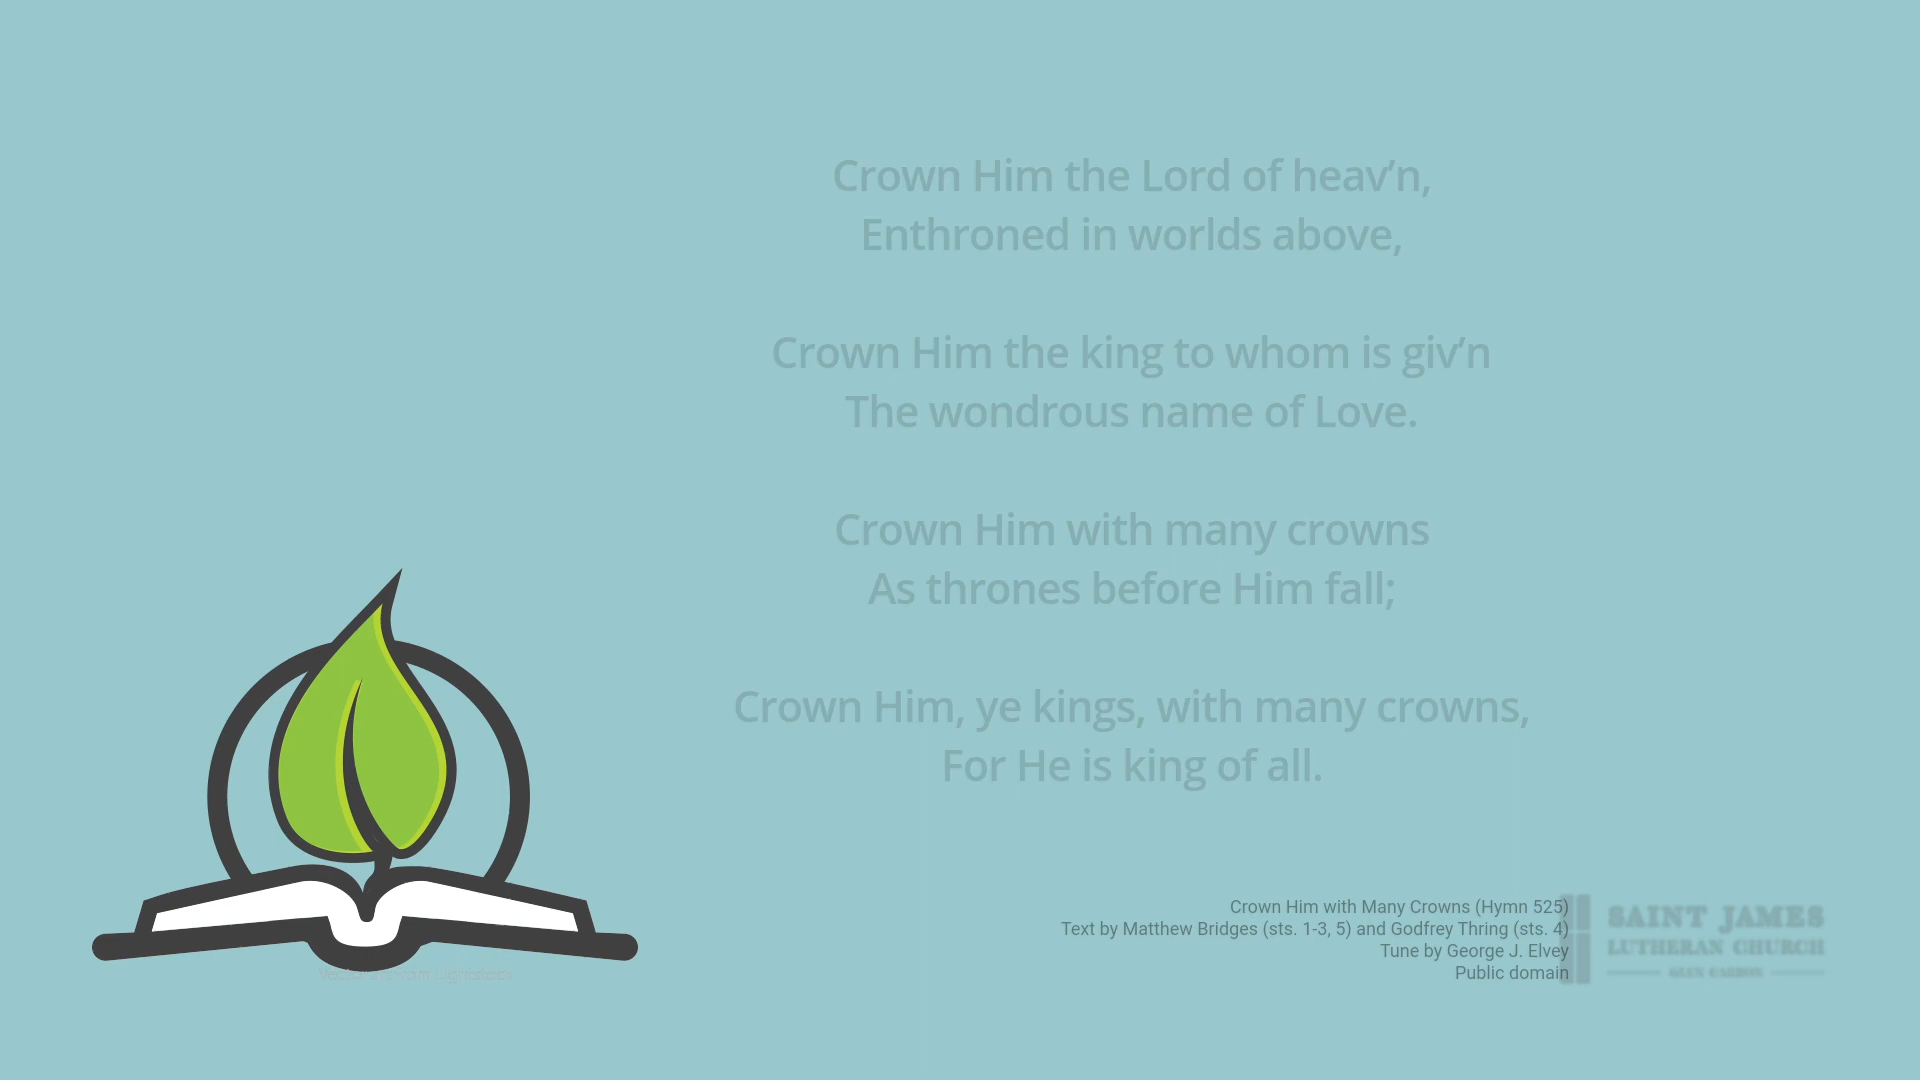 Crown Him the Lord of heav’n,
Enthroned in worlds above,
Crown Him the king to whom is giv’n
The wondrous name of Love.
Crown Him with many crowns
As thrones before Him fall;
Crown Him, ye kings, with many crowns,
For He is king of all.
Crown Him with Many Crowns (Hymn 525)
Text by Matthew Bridges (sts. 1-3, 5) and Godfrey Thring (sts. 4)
Tune by George J. Elvey
Public domain
SAINT JAMES
LUTHERAN CHURCH
GLEN CARBON